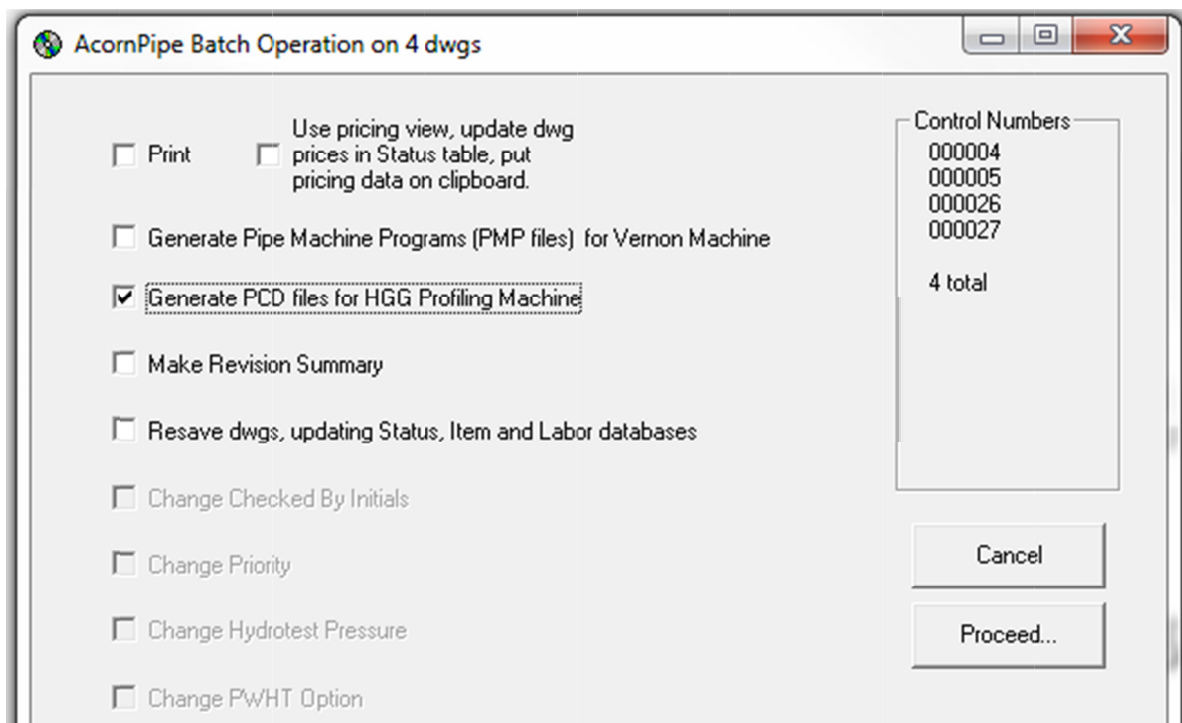 AcornPipe Batch Operation on 4 dwgs
Print
Use pricing view, update dwg
prices in Status table, put
pricing data on clipboard.
Generate Pipe Machine Programs (PMP files) for Vernon Machine
Generate PCD files for HGG Profiling Machine
Make Revision Summary
Resave dwgs, updating Status, Item and Labor databases
Change Checked By Initials
Change Priority
Change Hydrotest Pressure
Change PWHT Option
Control Numbers
000004
000005
000026
000027
4 total
Cancel
Proceed...